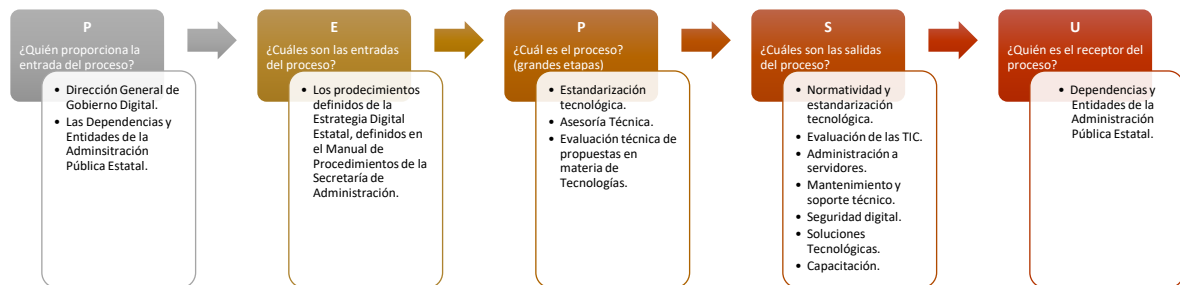 P
¿Quién proporciona la
entrada del proceso?
• Dirección General de
Gobierno Digital.
• Las Dependencias y
Entidades de la
Adminsitración
Pública Estatal.
E
¿Cuáles son las entradas
del proceso?
• Los prodecimientos
definidos de la
Estrategia Digital
Estatal, definidos en
el Manual de
Procedimientos de la
Secretaría de
Administración.
P
¿Cuál es el proceso?
(grandes etapas)
• Estandarización
tecnológica.
• Asesoría Técnica.
• Evaluación técnica de
propuestas en
materia de
Tecnologías.
S
¿Cuáles son las salidas
del proceso?
• Normatividad y
estandarización
tecnológica.
• Evaluación de las TIC.
• Administración a
servidores.
• Mantenimiento y
soporte técnico.
• Seguridad digital.
• Soluciones
Tecnológicas.
• Capacitación.
U
¿Quién es el receptor del
proceso?
• Dependencias y
Entidades de la
Administración
Pública Estatal.